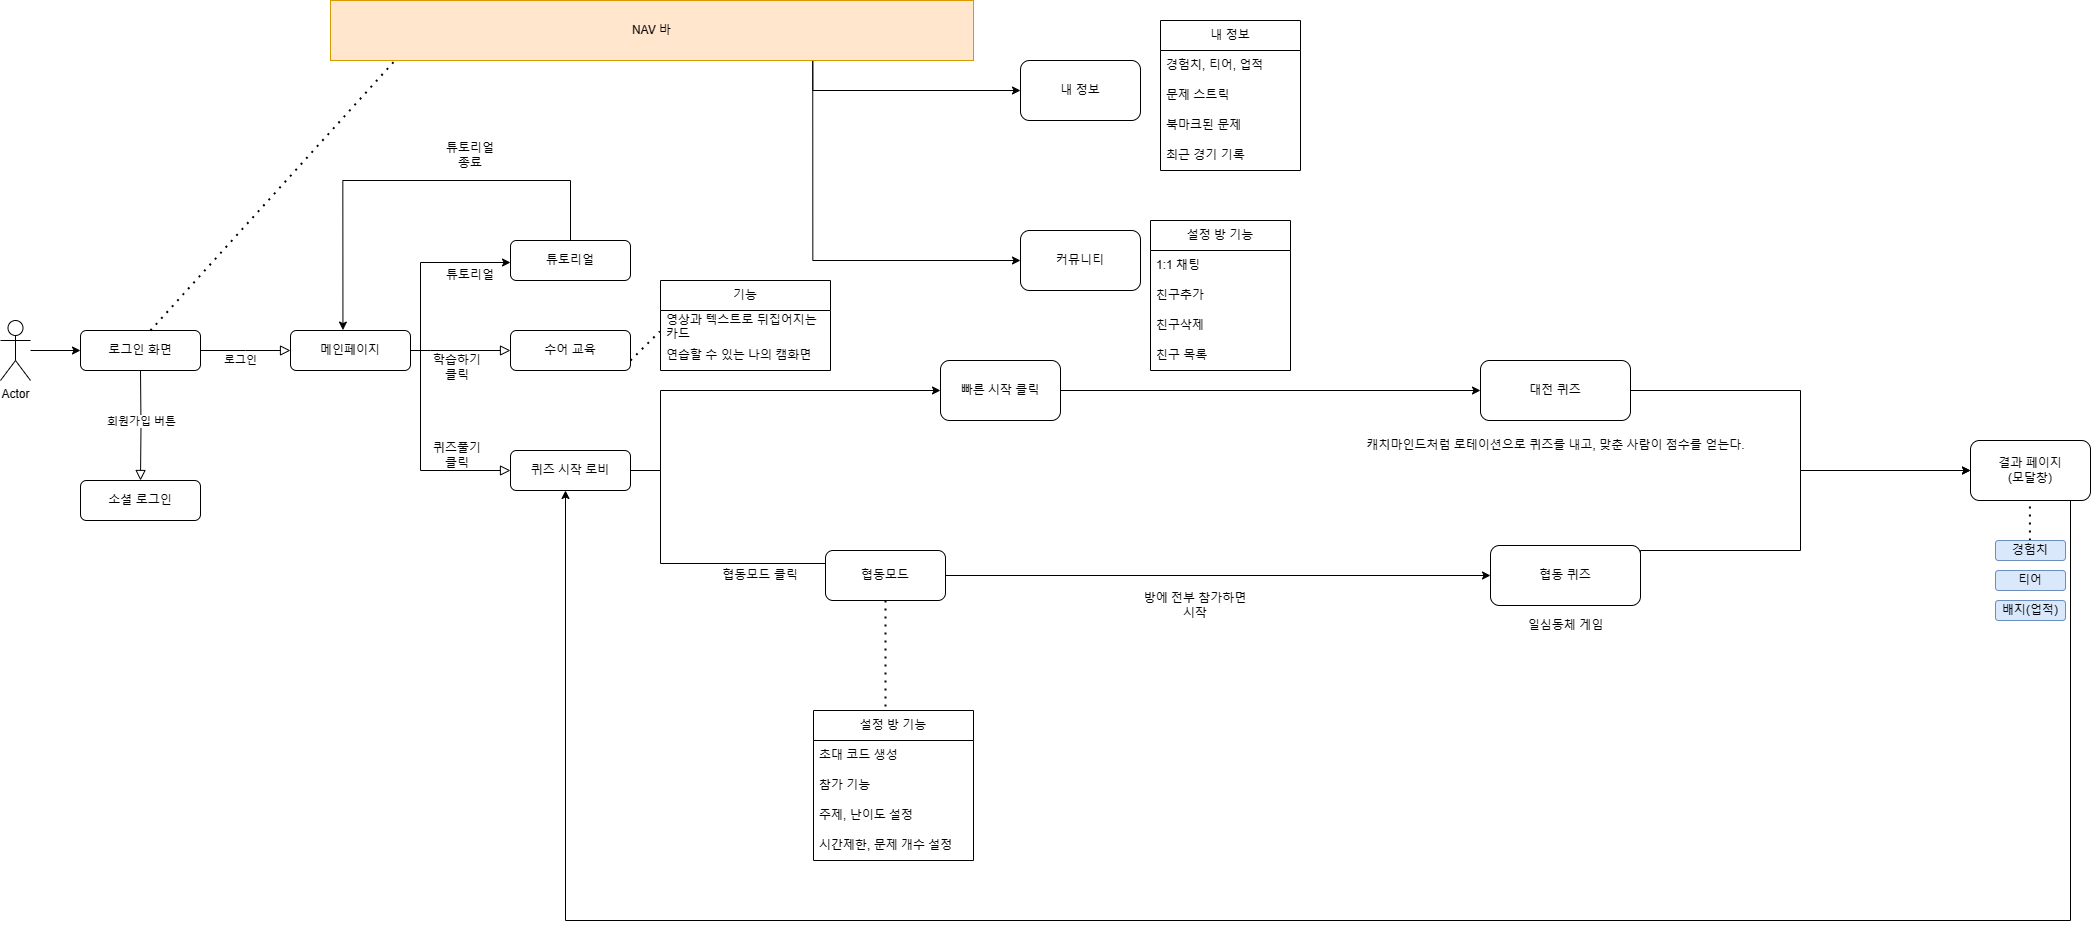 NAV 바
내 정보
경험치, 티어, 업적
문제 스트릭
북마크된 문제
최근 경기 기록
내 정보
튜토리얼
종료
설정 방 기능
1:1 채팅
친구추가
친구삭제
친구 목록
커뮤니티
튜토리얼
튜토리얼
기능
영상과 텍스트로 뒤집어지는
카드
연습할 수 있는 나의 캠화면
Actor
로그인 화면
로그인
메인페이지
학습하기
클릭
수어 교육
회원가입 버튼
소셜 로그인
퀴즈풀기
클릭
퀴즈 시작 로비
빠른 시작 클릭
대전 퀴즈
캐치마인드처럼 로테이션으로 퀴즈를 내고, 맞춘 사람이 점수를 얻는다.
결과 페이지
(모달창)
경험치
티어
배지(업적)
협동모드 클릭
협동모드
방에 전부 참가하면
시작
협동 퀴즈
일심동체 게임
설정 방 기능
초대 코드 생성
참가 기능
주제, 난이도 설정
시간제한, 문제 개수 설정